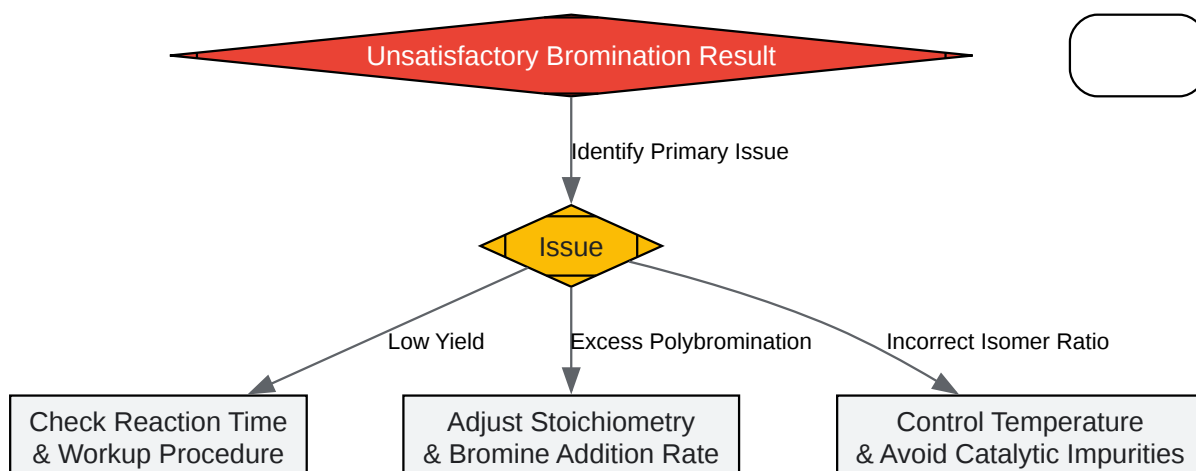 Unsatisfactory Bromination Result
Identify Primary Issue
Issue
Low Yield
Excess Polybromination
Incorrect Isomer Ratio
Check Reaction Time
& Workup Procedure
Adjust Stoichiometry
& Bromine Addition Rate
Control Temperature
& Avoid Catalytic Impurities